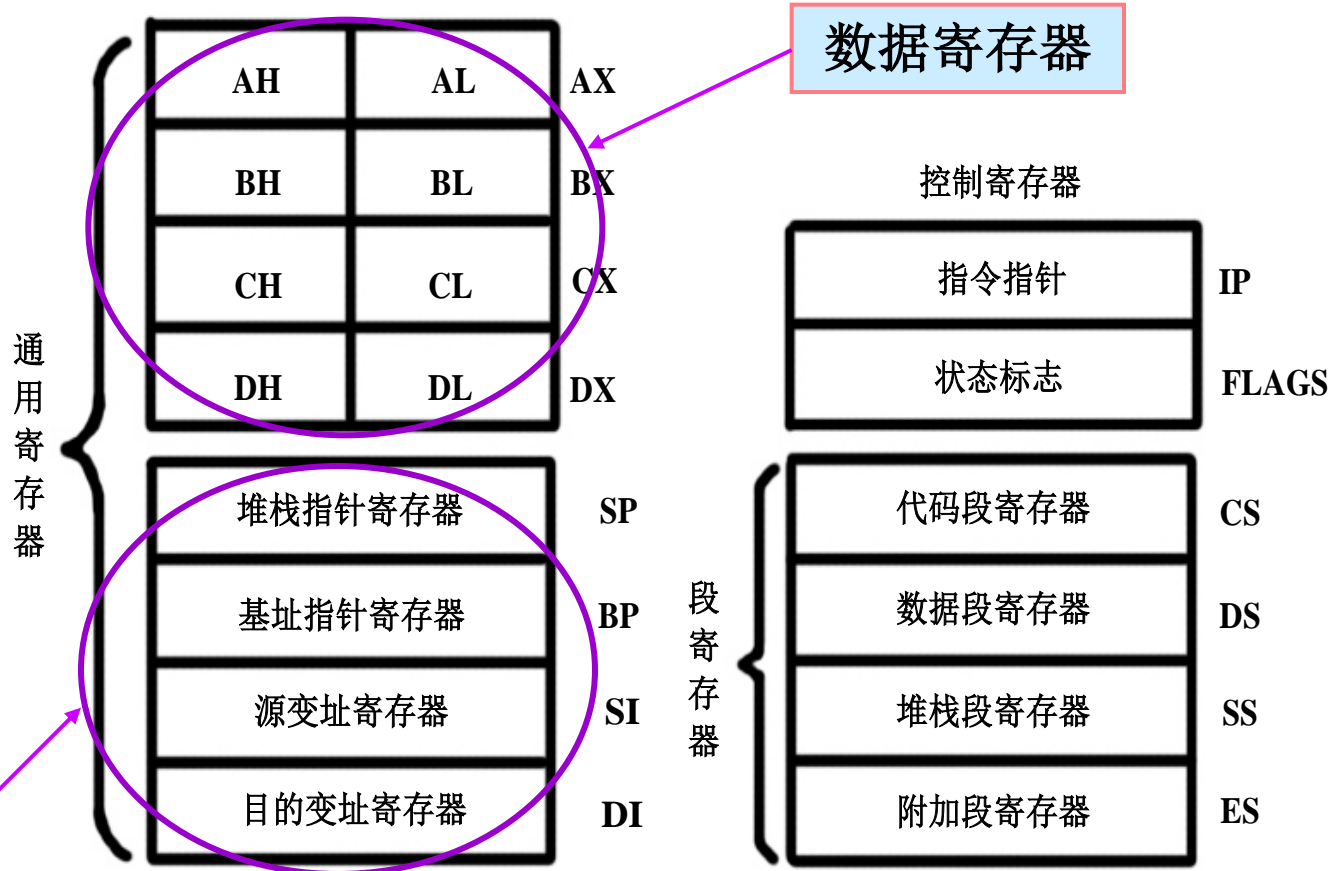 数据寄存器
AH AL AX
BH BL BX
CH CL CX
DH DL DX
通用寄存器
堆栈指针寄存器 SP
基址指针寄存器 BP
源变址寄存器 SI
目的变址寄存器 DI
控制寄存器
指令指针 IP
状态标志 FLAGS
段寄存器
代码段寄存器 CS
数据段寄存器 DS
堆栈段寄存器 SS
附加段寄存器 ES